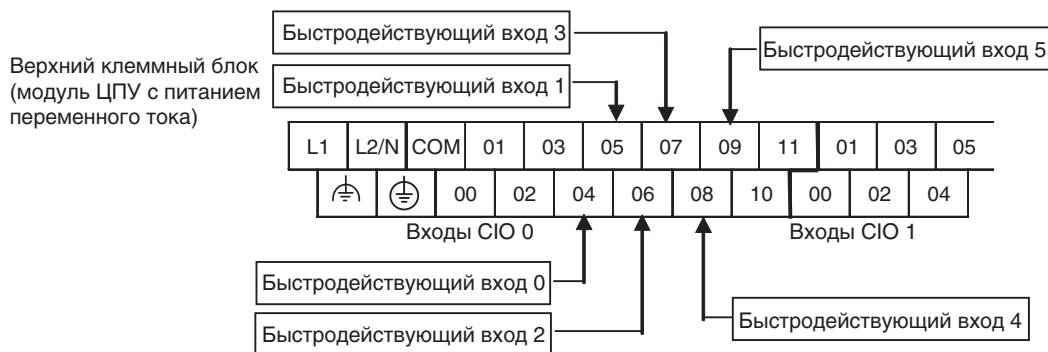 Быстродействующий вход 3
Быстродействующий вход 5
Верхний клеммный блок
(модуль ЦПУ с питанием
переменного тока)
Быстродействующий вход 1
L1 L2/N COM 01 03 05 07 09 11 01 03 05
00 02 04 06 08 10 00 02 04
Входы CIO 0 Входы CIO 1
Быстродействующий вход 0
Быстродействующий вход 4
Быстродействующий вход 2